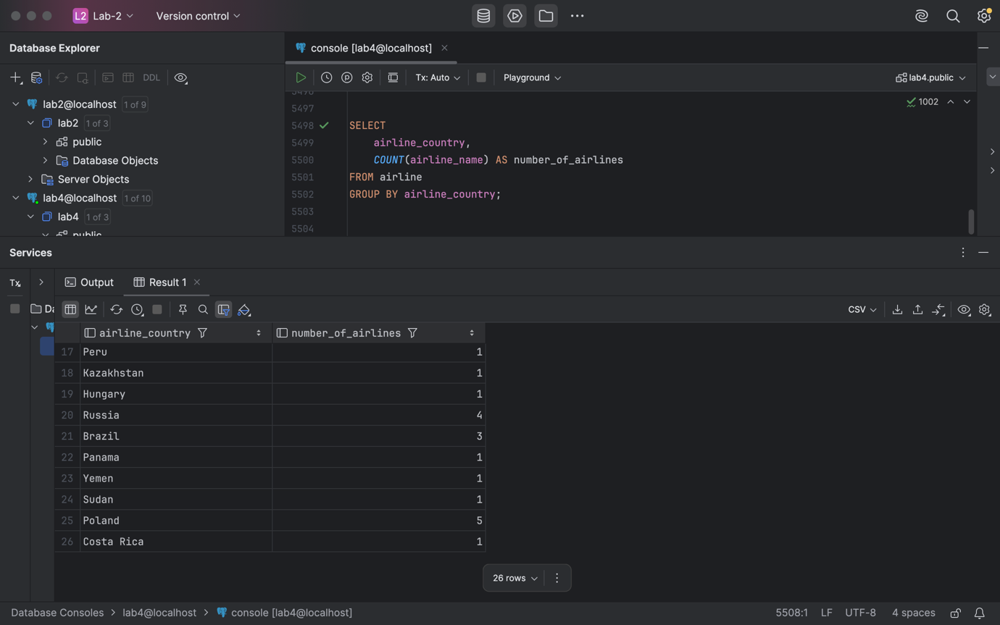 L2 Lab-2 Version control
Database Explorer
console [lab4@localhost]
DDL
Tx: Auto Playground lab4.public
lab2@localhost 1 of 9
lab2 1 of 3
public
Database Objects
Server Objects
lab4@localhost 1 of 10
lab4 1 of 3
public
1002
5496
5497
5498 SELECT
5499 airline_country,
5500 COUNT(airline_name) AS number_of_airlines
5501 FROM airline
5502 GROUP BY airline_country;
5503
5504
Services
Tx Output Result 1
Da
CSV
airline_country number_of_airlines
17 Peru 1
18 Kazakhstan 1
19 Hungary 1
20 Russia 4
21 Brazil 3
22 Panama 1
23 Yemen 1
24 Sudan 1
25 Poland 5
26 Costa Rica 1
26 rows
Database Consoles > lab4@localhost > console [lab4@localhost] 5508:1 LF UTF-8 4 spaces